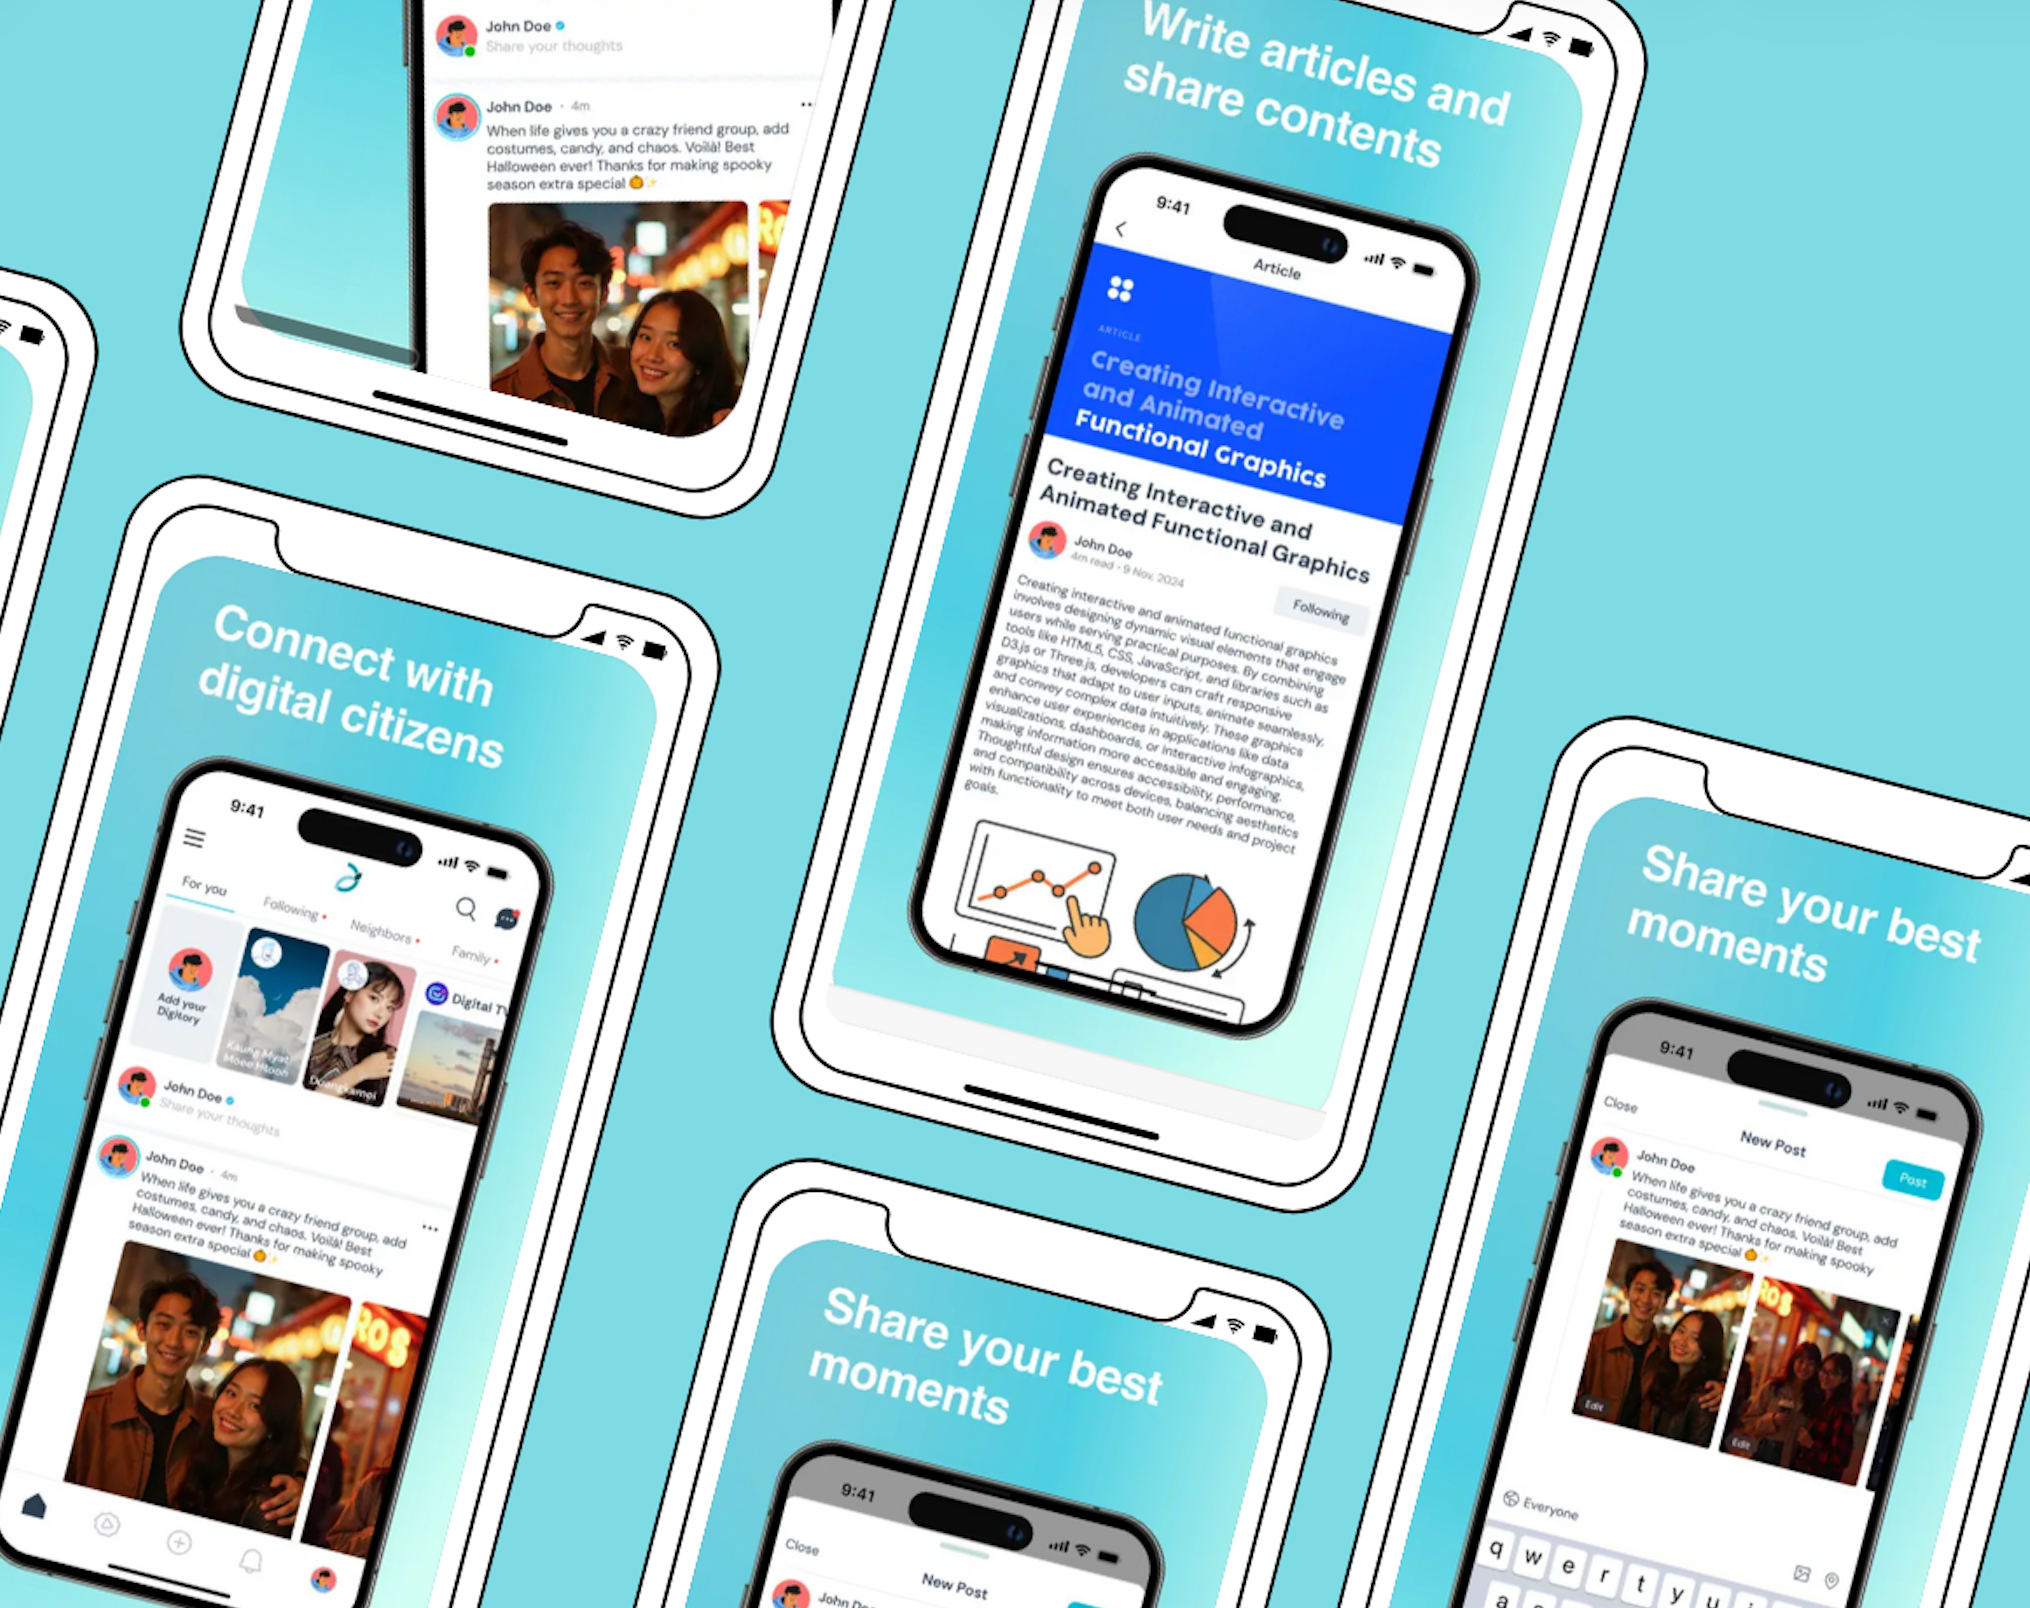 John Doe
Share your thoughts
John Doe · 4m
When life gives you a crazy friend group, add
costumes, candy, and chaos. Voilà! Best
Halloween ever! Thanks for making spooky
season extra special 🎃✨
Write articles and
share contents
9:41
Article
ARTICLE
Creating Interactive
and Animated
Functional Graphics
Creating Interactive and
Animated Functional Graphics
John Doe
4m read · 9 Nov, 2024
Following
Creating interactive and animated functional graphics
involves designing dynamic visual elements that engage
users while serving practical purposes. By combining
tools like HTML5, CSS, JavaScript, and libraries such as
D3.js or Three.js, developers can craft responsive
graphics that adapt to user inputs, animate seamlessly,
and convey complex data intuitively. These graphics
enhance user experiences in applications like data
visualizations, dashboards, or interactive infographics,
making information more accessible and engaging.
Thoughtful design ensures accessibility, performance,
and compatibility across devices, balancing aesthetics
with functionality to meet both user needs and project
goals.
Connect with
digital citizens
9:41
For you
Following
Neighbors
Family
Add your
Digitory
Kaung Myat
Moee Htoon
Duangkamol
Digital TV
John Doe
Share your thoughts
John Doe · 4m
When life gives you a crazy friend group, add
costumes, candy, and chaos. Voilà! Best
Halloween ever! Thanks for making spooky
season extra special 🎃✨
ROS
Share your best
moments
9:41
Close
New Post
John Doe
Share your best
moments
9:41
Close
New Post
Post
John Doe
When life gives you a crazy friend group, add
costumes, candy, and chaos. Voilà! Best
Halloween ever! Thanks for making spooky
season extra special 🎃✨
Ros
Edit
Edit
Everyone
q w e r t y u
a